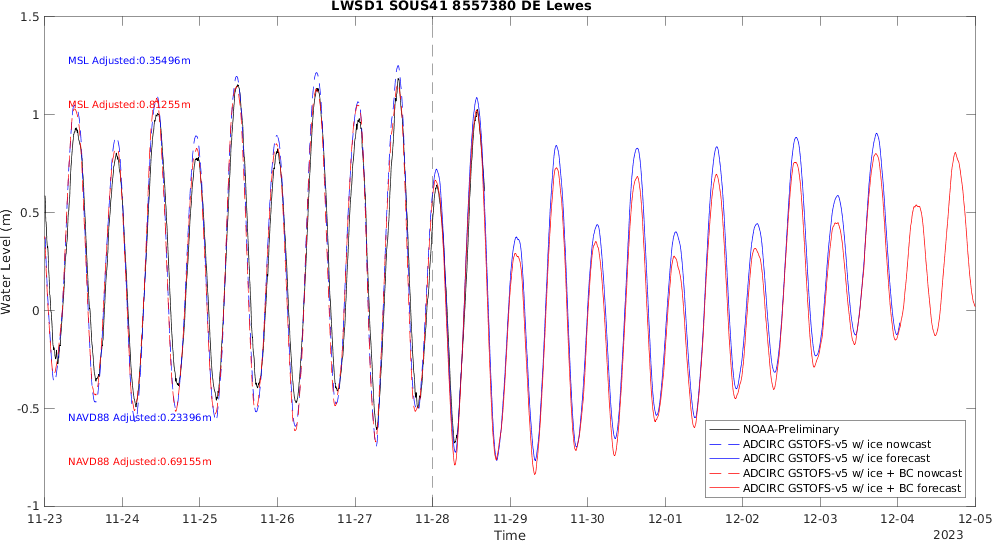 LWSD1 SOUS41 8557380 DE Lewes
1.5
1
0.5
0
-0.5
-1
Water Level (m)
MSL Adjusted:0.35496m
MSL Adjusted:0.81255m
NAVD88 Adjusted:0.23396m
NAVD88 Adjusted:0.69155m
NOAA-Preliminary
ADCIRC GSTOFS-v5 w/ ice nowcast
ADCIRC GSTOFS-v5 w/ ice forecast
ADCIRC GSTOFS-v5 w/ ice + BC nowcast
ADCIRC GSTOFS-v5 w/ ice + BC forecast
11-23 11-24 11-25 11-26 11-27 11-28 11-29 11-30 12-01 12-02 12-03 12-04 12-05
Time
2023